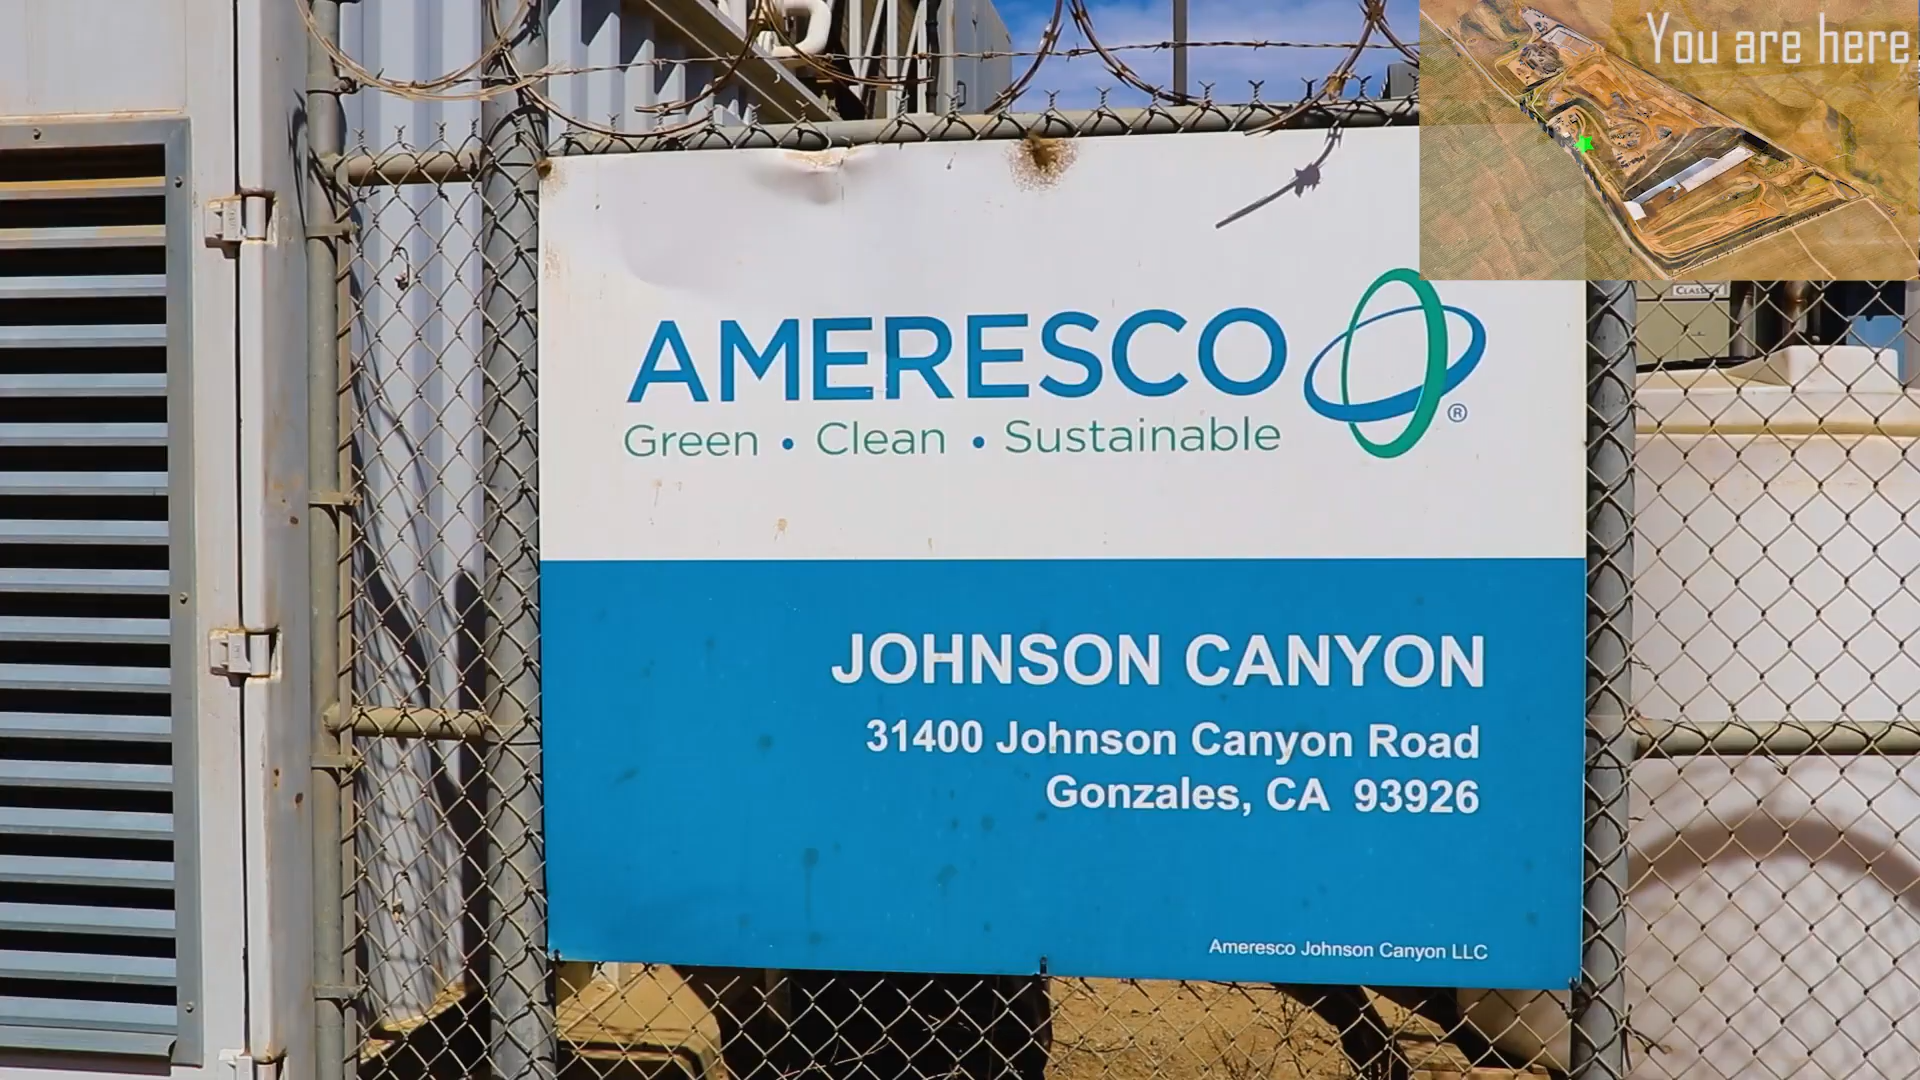 You are here
CLASSIC
AMERESCO
®
Green • Clean • Sustainable
JOHNSON CANYON
31400 Johnson Canyon Road
Gonzales, CA 93926
Ameresco Johnson Canyon LLC